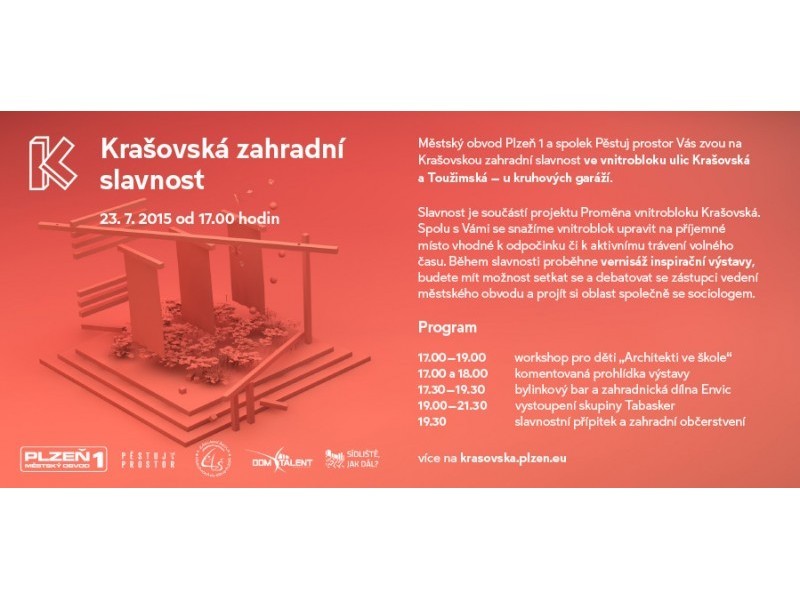 Krašovská zahradní
slavnost
23. 7. 2015 od 17.00 hodin
Městský obvod Plzeň 1 a spolek Pěstuj prostor Vás zvou na
Krašovskou zahradní slavnost ve vnitrobloku ulic Krašovská
a Toužimská – u kruhových garáží.
Slavnost je součástí projektu Proměna vnitrobloku Krašovská.
Spolu s Vámi se snažíme vnitroblok upravit na příjemné
místo vhodné k odpočinku či k aktivnímu trávení volného
času. Během slavnosti proběhne vernisáž inspirační výstavy,
budete mít možnost setkat se a debatovat se zástupci vedení
městského obvodu a projít si oblast společně se sociologem.
Program
17.00–19.00 workshop pro děti „Architekti ve škole“
17.00 a 18.00 komentovaná prohlídka výstavy
17.30–19.30 bylinkový bar a zahradnická dílna Envic
19.00–21.30 vystoupení skupiny Tabasker
19.30 slavnostní přípitek a zahradní občerstvení
více na krasovska.plzen.eu
PLZEŇ 1
MĚSTSKÝ OBVOD
PĚSTUJ
PROSTOR
DOM TALENT
SÍDLIŠTĚ,
JAK DÁL?